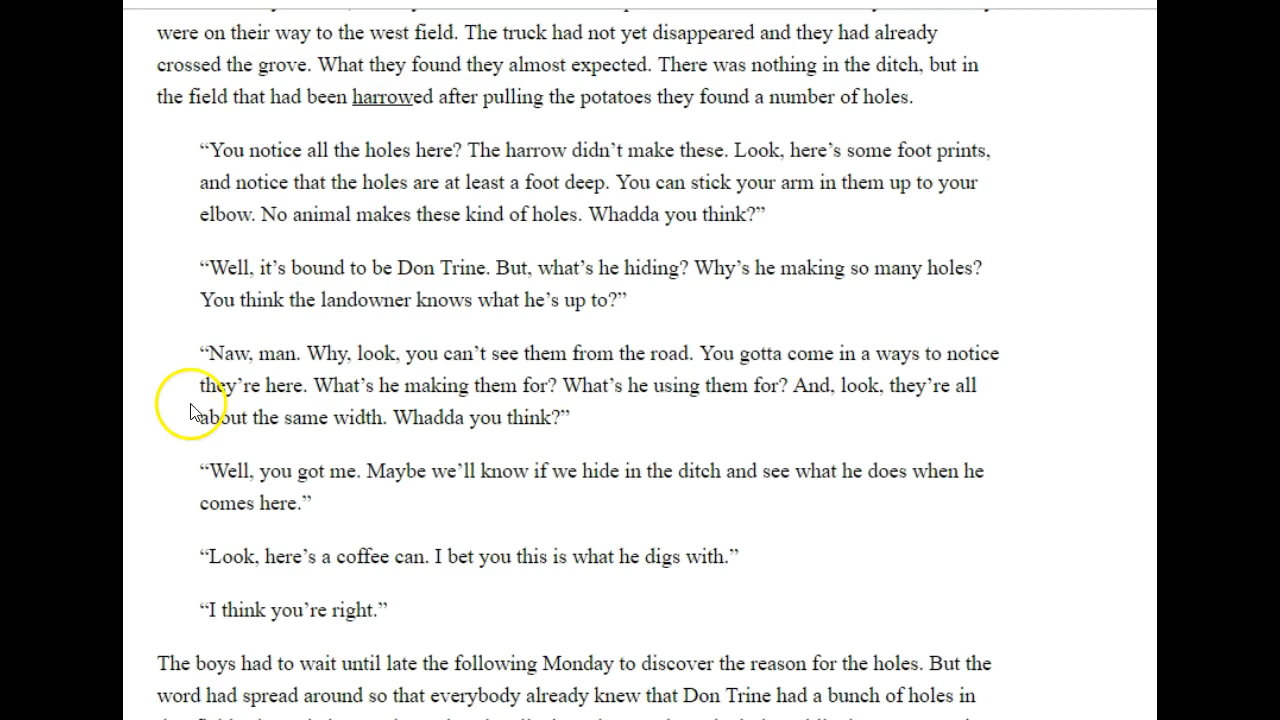 were on their way to the west field. The truck had not yet disappeared and they had already
crossed the grove. What they found they almost expected. There was nothing in the ditch, but in
the field that had been harrowed after pulling the potatoes they found a number of holes.
“You notice all the holes here? The harrow didn’t make these. Look, here’s some foot prints,
and notice that the holes are at least a foot deep. You can stick your arm in them up to your
elbow. No animal makes these kind of holes. Whadda you think?”
“Well, it’s bound to be Don Trine. But, what’s he hiding? Why’s he making so many holes?
You think the landowner knows what he’s up to?”
“Naw, man. Why, look, you can’t see them from the road. You gotta come in a ways to notice
they’re here. What’s he making them for? What’s he using them for? And, look, they’re all
about the same width. Whadda you think?”
“Well, you got me. Maybe we’ll know if we hide in the ditch and see what he does when he
comes here.”
“Look, here’s a coffee can. I bet you this is what he digs with.”
“I think you’re right.”
The boys had to wait until late the following Monday to discover the reason for the holes. But the
word had spread around so that everybody already knew that Don Trine had a bunch of holes in